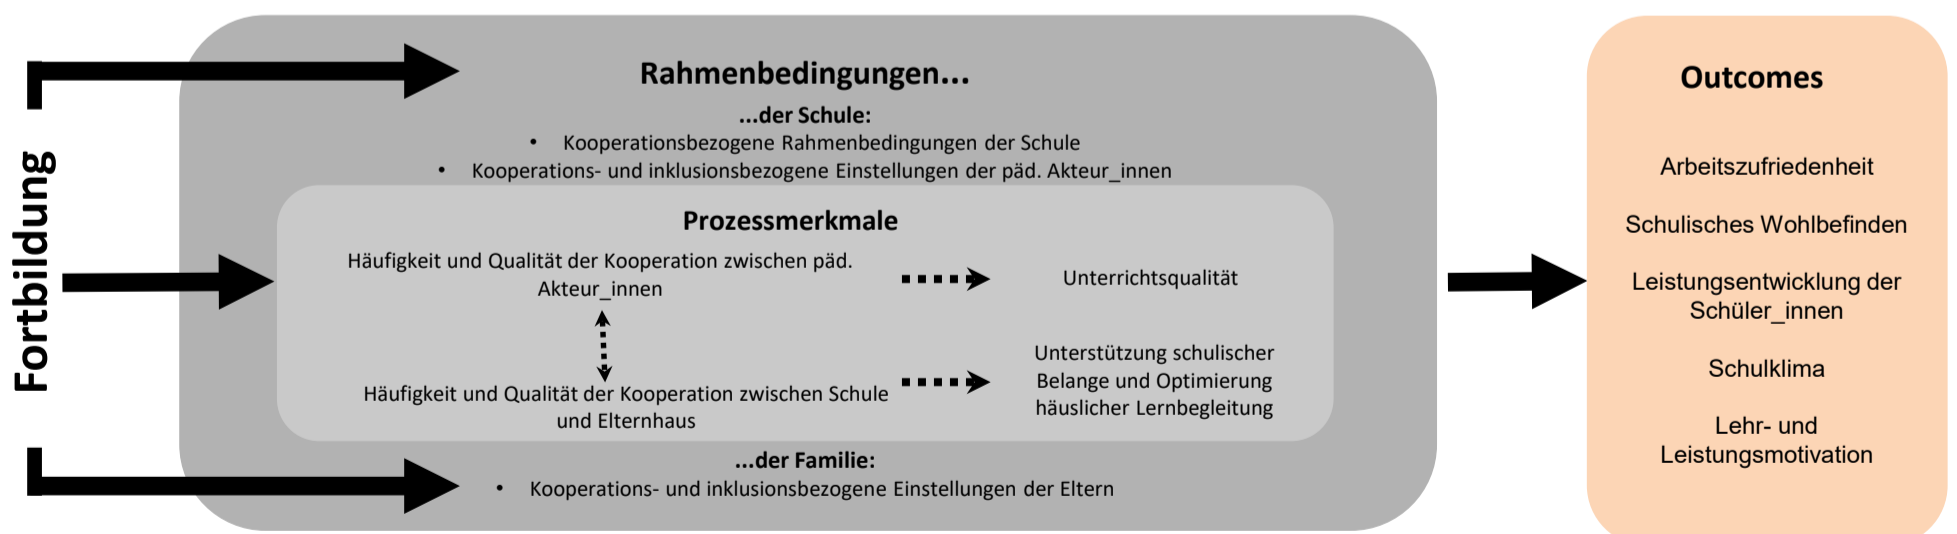 Fortbildung
Rahmenbedingungen...
...der Schule:
• Kooperationsbezogene Rahmenbedingungen der Schule
• Kooperations- und inklusionsbezogene Einstellungen der päd. Akteur_innen
Prozessmerkmale
Häufigkeit und Qualität der Kooperation zwischen päd.
Akteur_innen
Unterrichtsqualität
Häufigkeit und Qualität der Kooperation zwischen Schule
und Elternhaus
Unterstützung schulischer
Belange und Optimierung
häuslicher Lernbegleitung
...der Familie:
• Kooperations- und inklusionsbezogene Einstellungen der Eltern
Outcomes
Arbeitszufriedenheit
Schulisches Wohlbefinden
Leistungsentwicklung der
Schüler_innen
Schulklima
Lehr- und
Leistungsmotivation